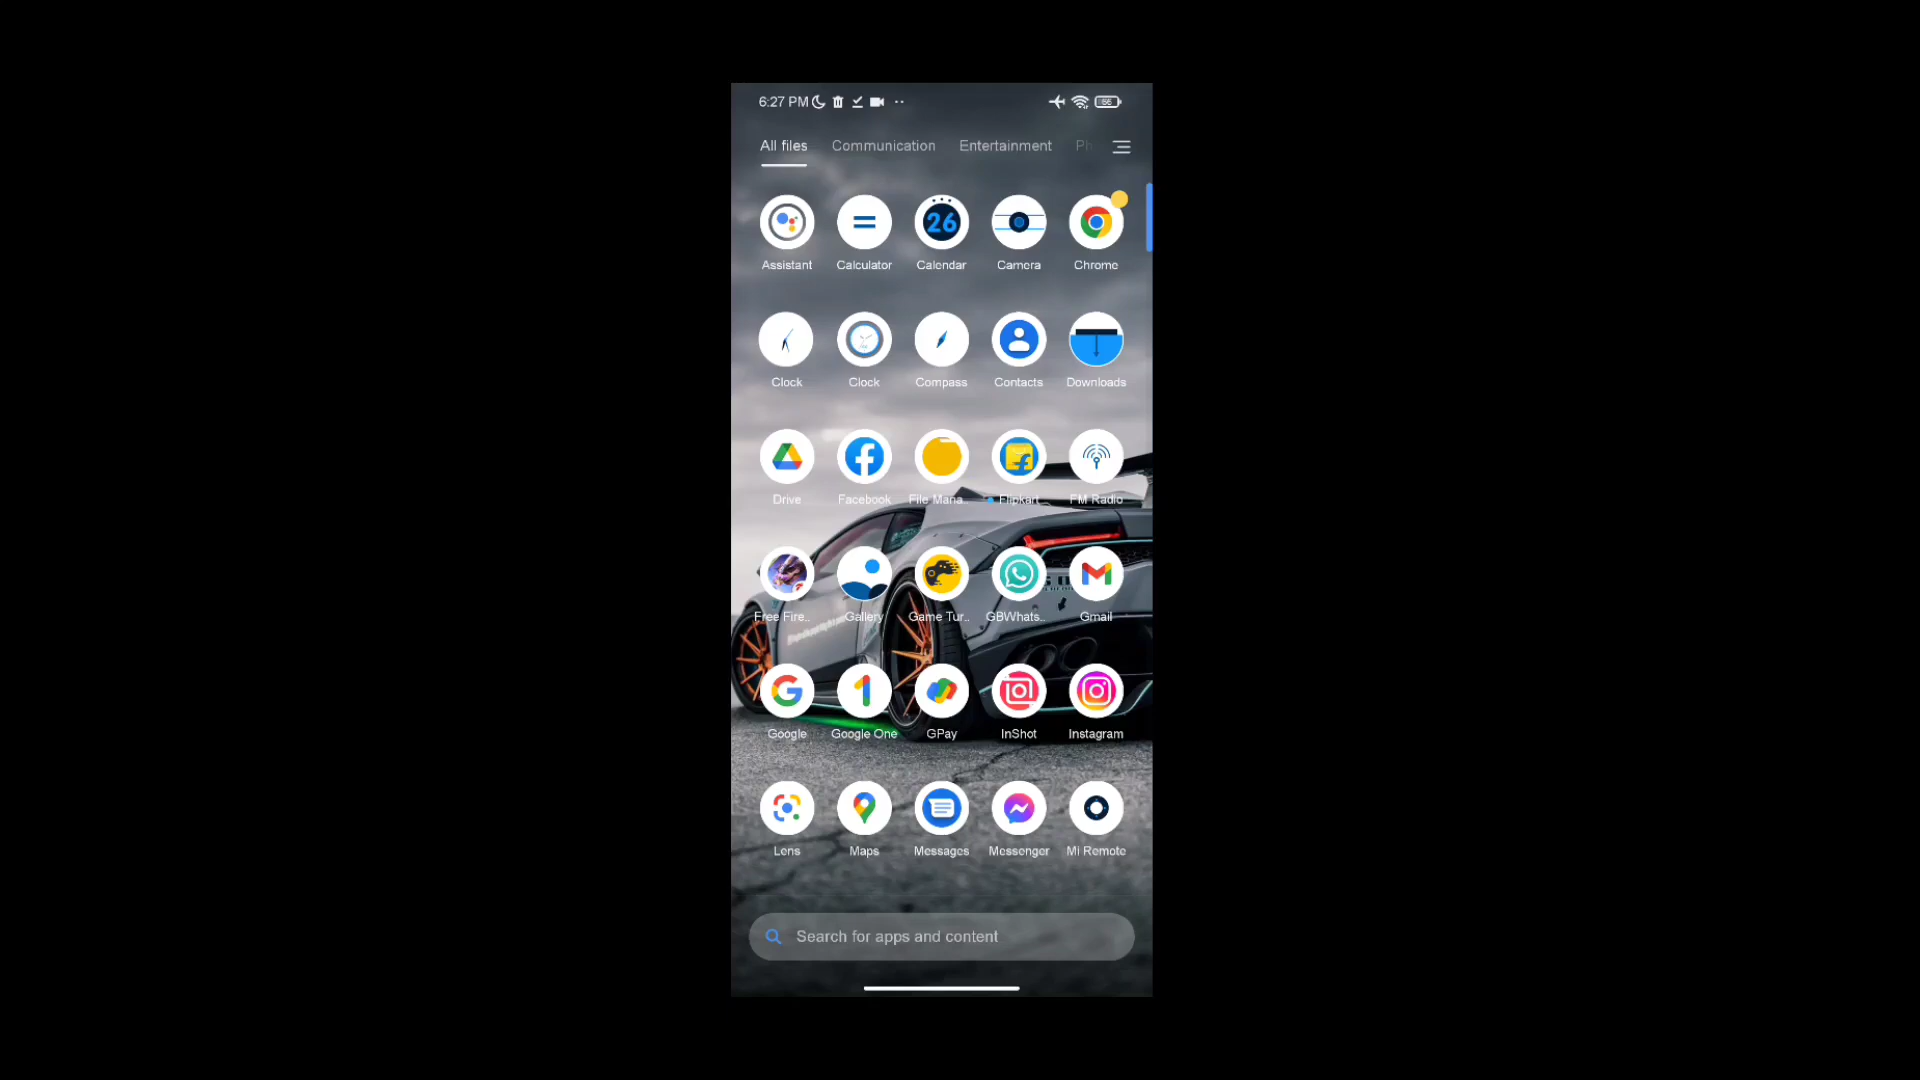 6:27 PM 66
All files Communication Entertainment Ph
26
Assistant Calculator Calendar Camera Chrome
Clock Clock Compass Contacts Downloads
Drive Facebook File Mana.. Flipkart FM Radio
Free Fire.. Gallery Game Tur.. GBWhats.. Gmail
Google Google One GPay InShot Instagram
Lens Maps Messages Messenger Mi Remote
Search for apps and content